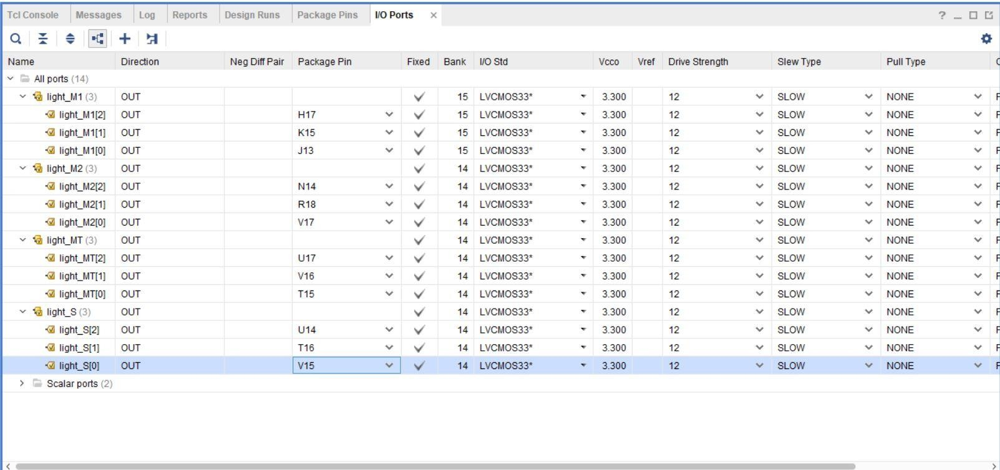 Tcl Console Messages Log Reports Design Runs Package Pins I/O Ports × ?
Name Direction Neg Diff Pair Package Pin Fixed Bank I/O Std Vcco Vref Drive Strength Slew Type Pull Type
All ports (14)
light_M1 (3) OUT 15 LVCMOS33* 3.300 12 SLOW NONE
light_M1[2] OUT H17 15 LVCMOS33* 3.300 12 SLOW NONE
light_M1[1] OUT K15 15 LVCMOS33* 3.300 12 SLOW NONE
light_M1[0] OUT J13 15 LVCMOS33* 3.300 12 SLOW NONE
light_M2 (3) OUT 14 LVCMOS33* 3.300 12 SLOW NONE
light_M2[2] OUT N14 14 LVCMOS33* 3.300 12 SLOW NONE
light_M2[1] OUT R18 14 LVCMOS33* 3.300 12 SLOW NONE
light_M2[0] OUT V17 14 LVCMOS33* 3.300 12 SLOW NONE
light_MT (3) OUT 14 LVCMOS33* 3.300 12 SLOW NONE
light_MT[2] OUT U17 14 LVCMOS33* 3.300 12 SLOW NONE
light_MT[1] OUT V16 14 LVCMOS33* 3.300 12 SLOW NONE
light_MT[0] OUT T15 14 LVCMOS33* 3.300 12 SLOW NONE
light_S (3) OUT 14 LVCMOS33* 3.300 12 SLOW NONE
light_S[2] OUT U14 14 LVCMOS33* 3.300 12 SLOW NONE
light_S[1] OUT T16 14 LVCMOS33* 3.300 12 SLOW NONE
light_S[0] OUT V15 14 LVCMOS33* 3.300 12 SLOW NONE
Scalar ports (2)